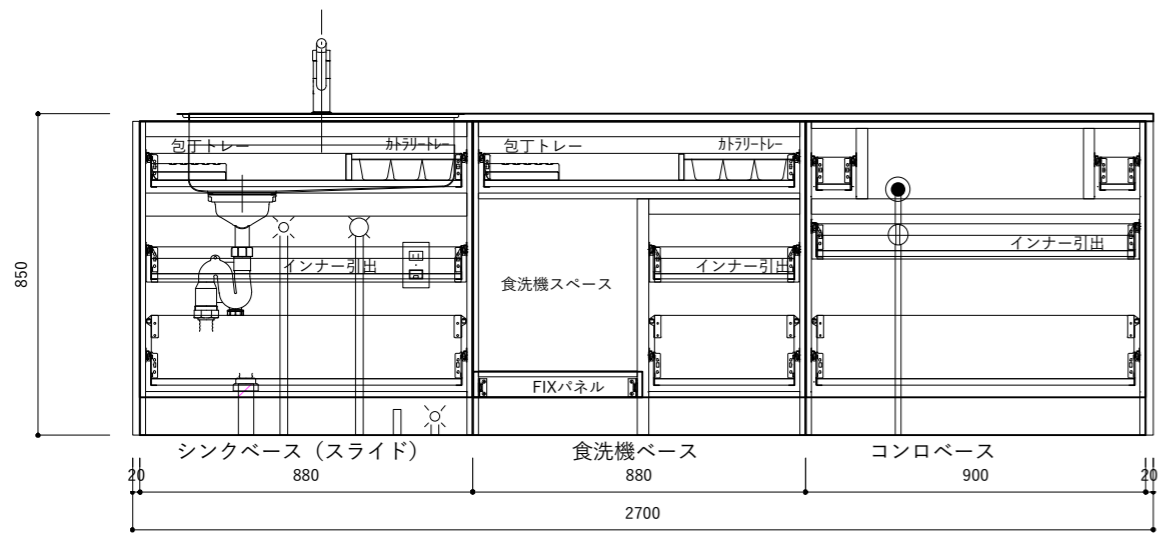 包丁トレー
ｶﾄﾗﾘｰﾄﾚｰ
包丁トレー
ｶﾄﾗﾘｰﾄﾚｰ
インナー引出
インナー引出
インナー引出
食洗機スペース
FIXパネル
850
シンクベース（スライド）
食洗機ベース
コンロベース
20
880
880
900
20
2700